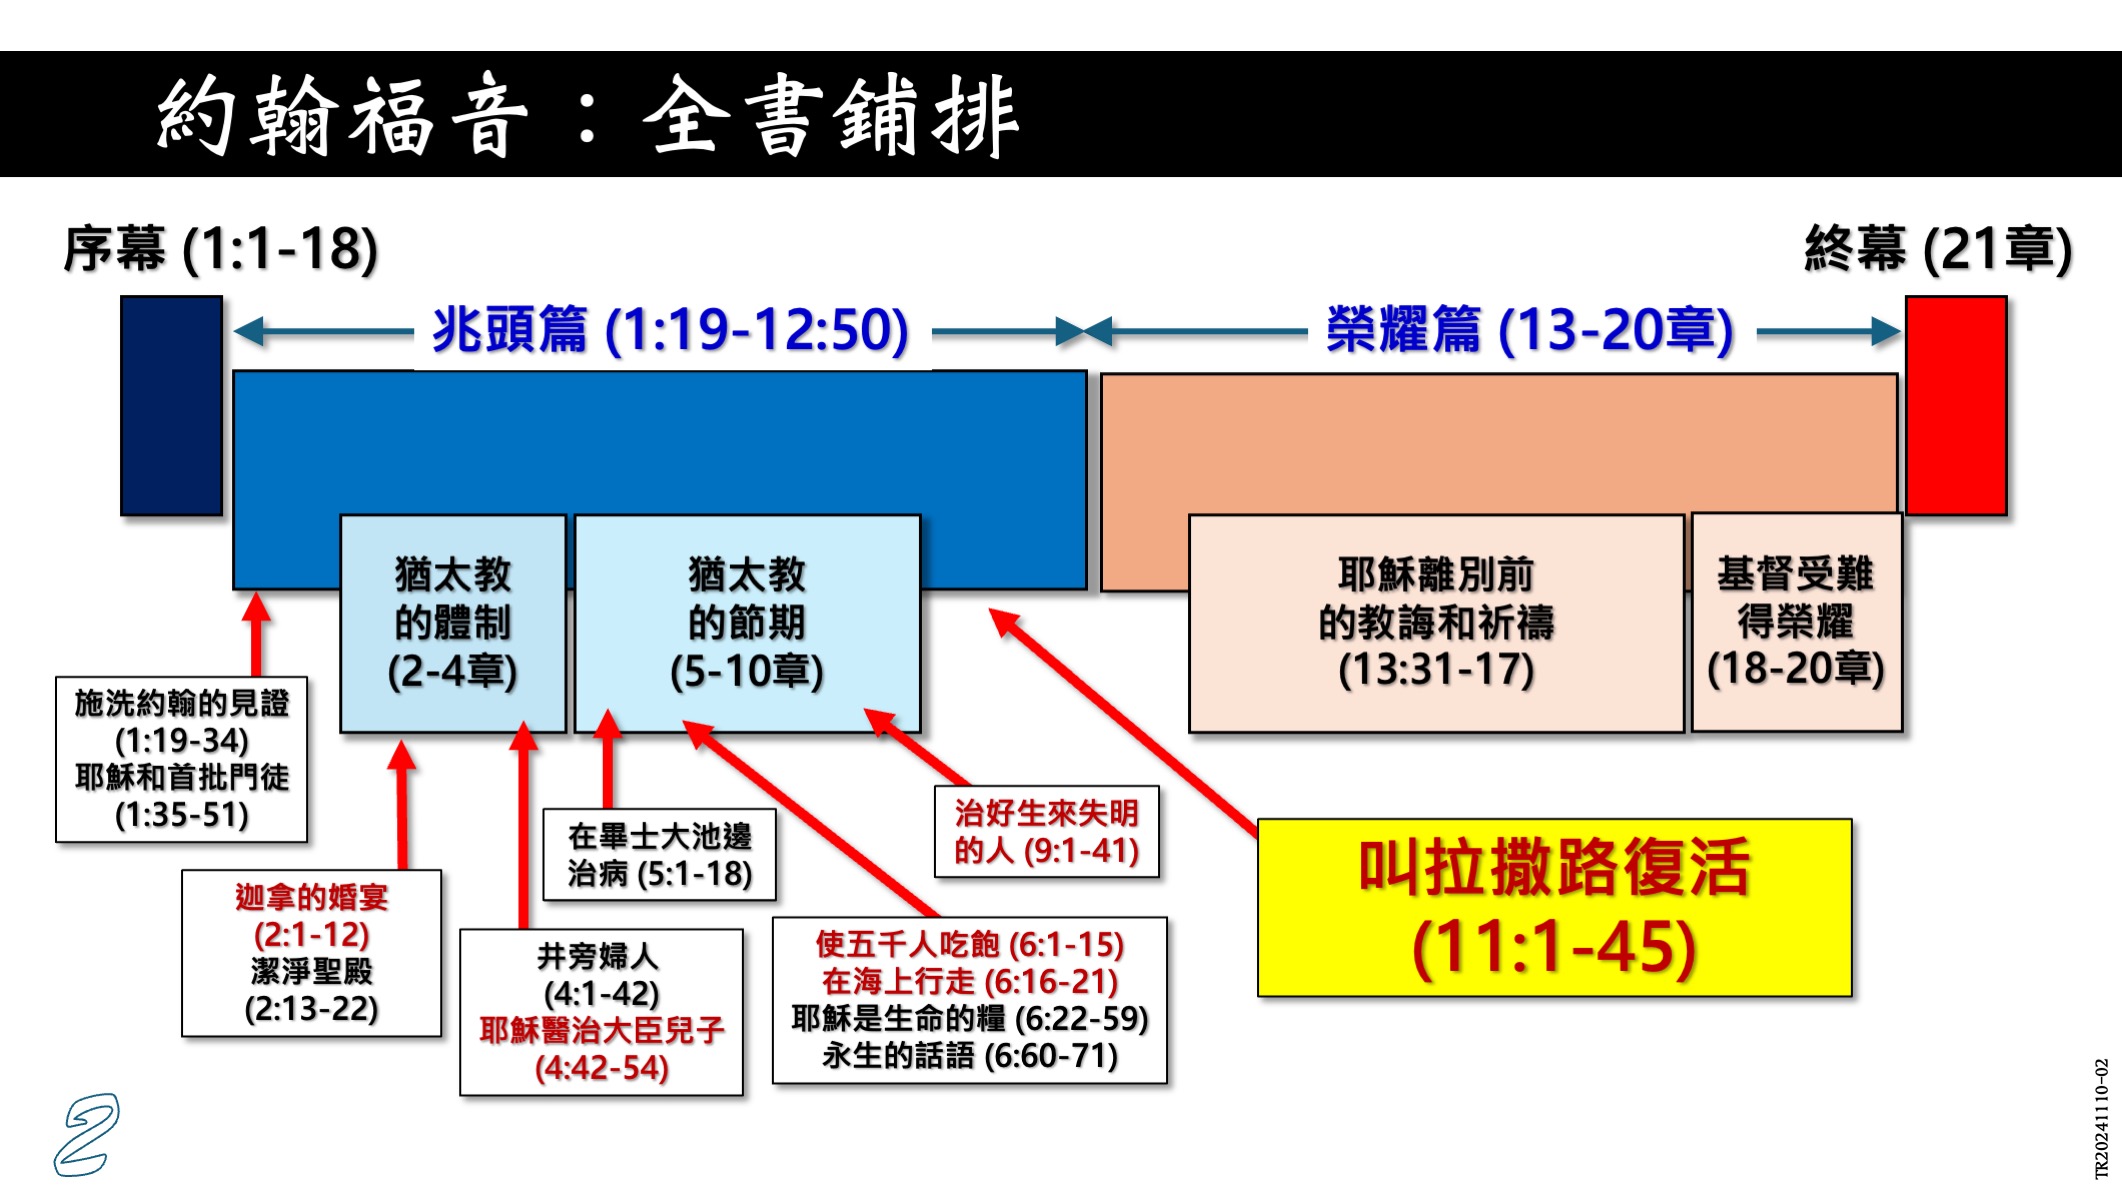 約翰福音：全書鋪排
序幕 (1:1-18)
終幕 (21章)
兆頭篇 (1:19-12:50)
榮耀篇 (13-20章)
猶太教
的體制
(2-4章)
猶太教
的節期
(5-10章)
耶穌離別前
的教誨和祈禱
(13:31-17)
基督受難
得榮耀
(18-20章)
施洗約翰的見證
(1:19-34)
耶穌和首批門徒
(1:35-51)
迦拿的婚宴
(2:1-12)
潔淨聖殿
(2:13-22)
井旁婦人
(4:1-42)
耶穌醫治大臣兒子
(4:42-54)
在畢士大池邊
治病 (5:1-18)
使五千人吃飽 (6:1-15)
在海上行走 (6:16-21)
耶穌是生命的糧 (6:22-59)
永生的話語 (6:60-71)
治好生來失明
的人 (9:1-41)
叫拉撒路復活
(11:1-45)
2
TR20241110-02